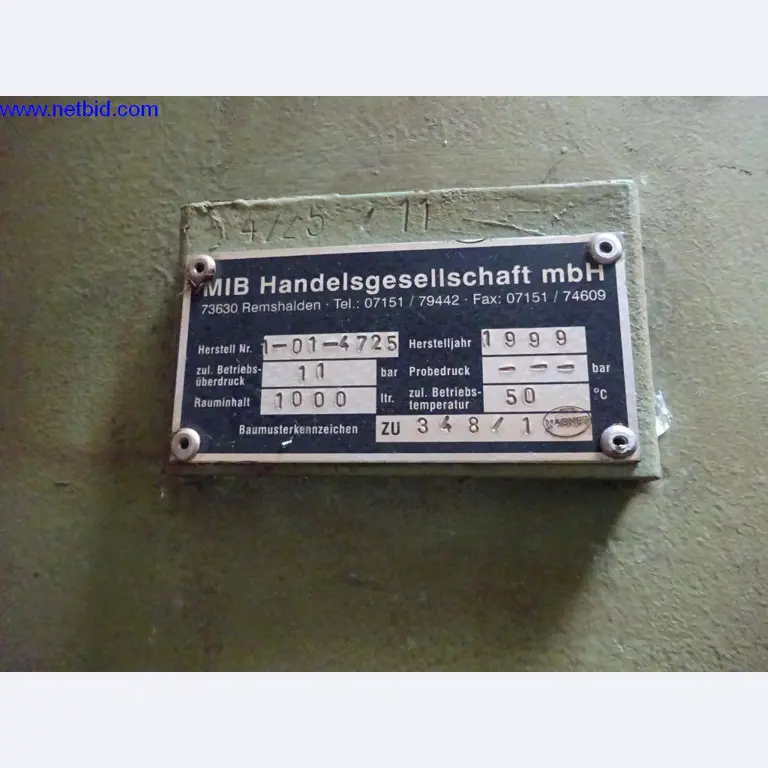 www.netbid.com
4725 / 11
MIB Handelsgesellschaft mbH
73630 Remshalden · Tel.: 07151 / 79442 · Fax: 07151 / 74609
Herstell Nr. 1-01-4725 Herstelljahr 1999
zul. Betriebs-überdruck 11 bar Probedruck --- bar
Rauminhalt 1000 ltr. zul. Betriebs-temperatur 50 °C
Baumusterkennzeichen ZU 348/1